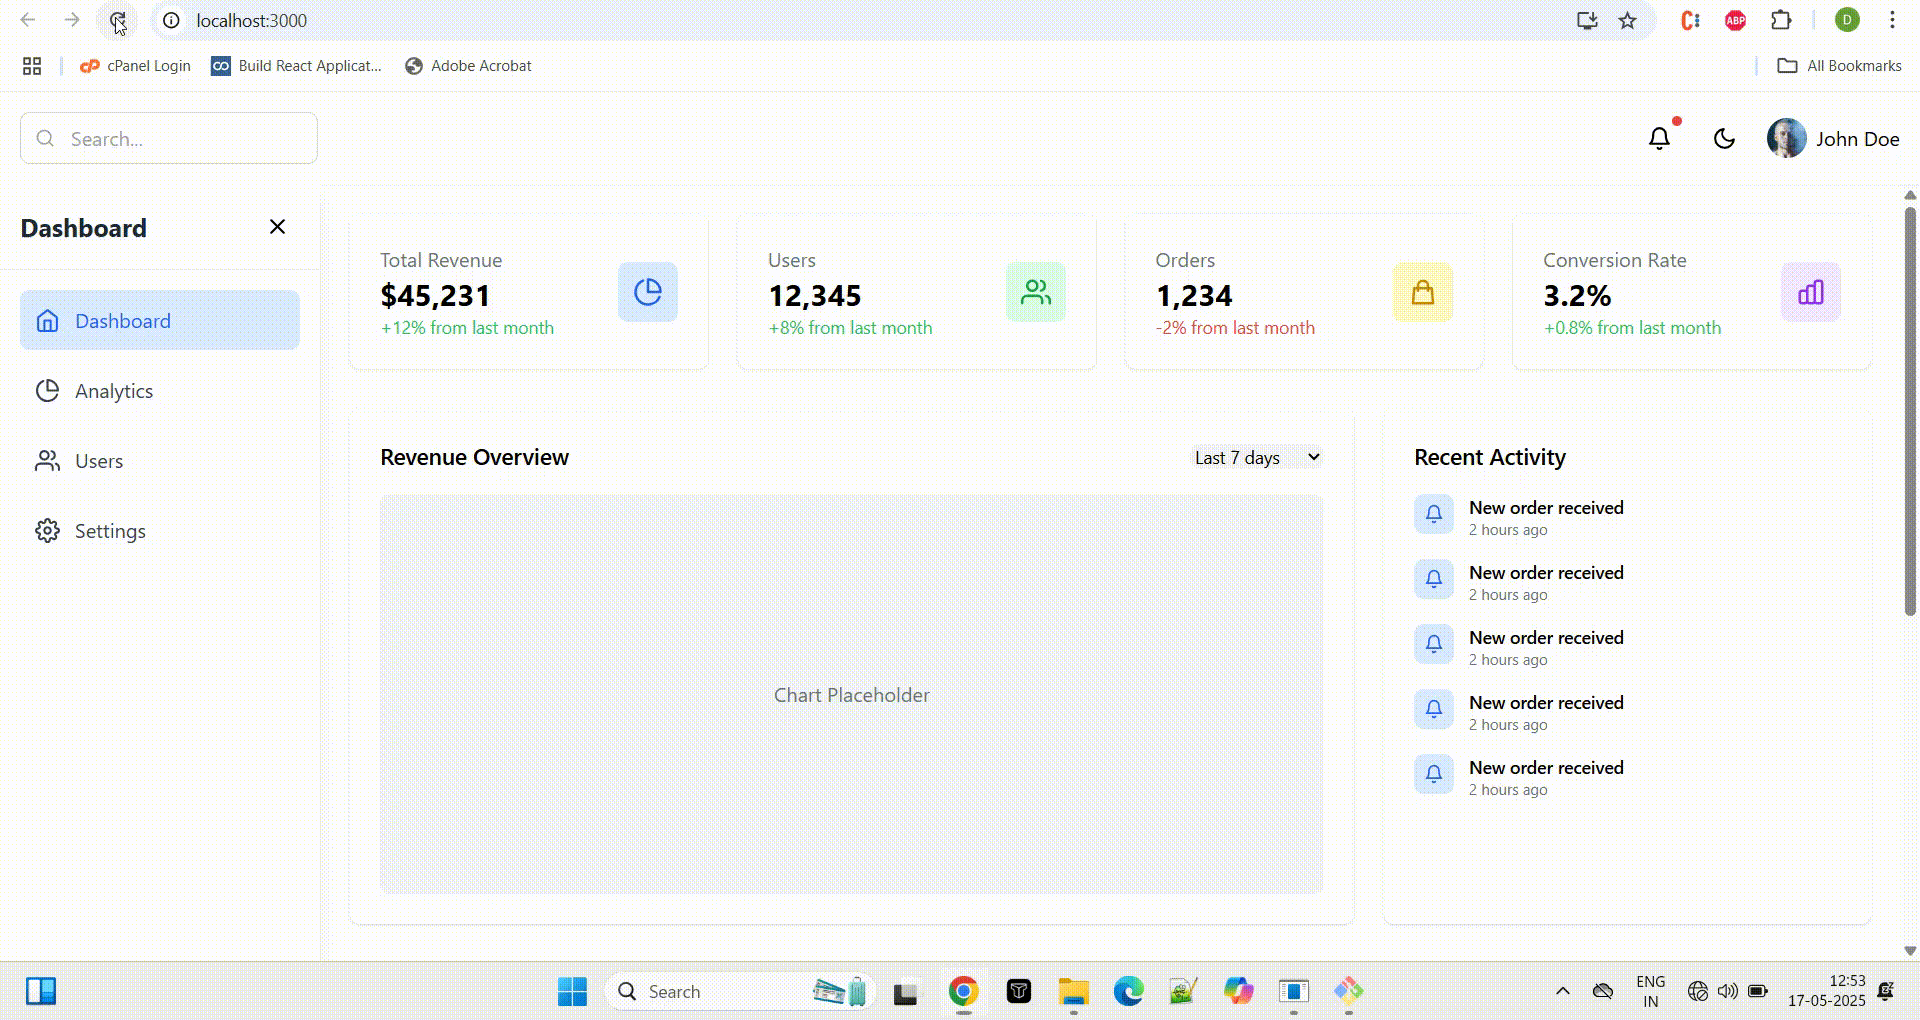 localhost:3000
ABP
D
cPanel Login
Build React Applicat...
Adobe Acrobat
All Bookmarks
Search...
John Doe
Dashboard
Dashboard
Analytics
Users
Settings
Total Revenue
$45,231
+12% from last month
Users
12,345
+8% from last month
Orders
1,234
-2% from last month
Conversion Rate
3.2%
+0.8% from last month
Revenue Overview
Last 7 days
Chart Placeholder
Recent Activity
New order received
2 hours ago
New order received
2 hours ago
New order received
2 hours ago
New order received
2 hours ago
New order received
2 hours ago
Search
ENG
IN
12:53
17-05-2025